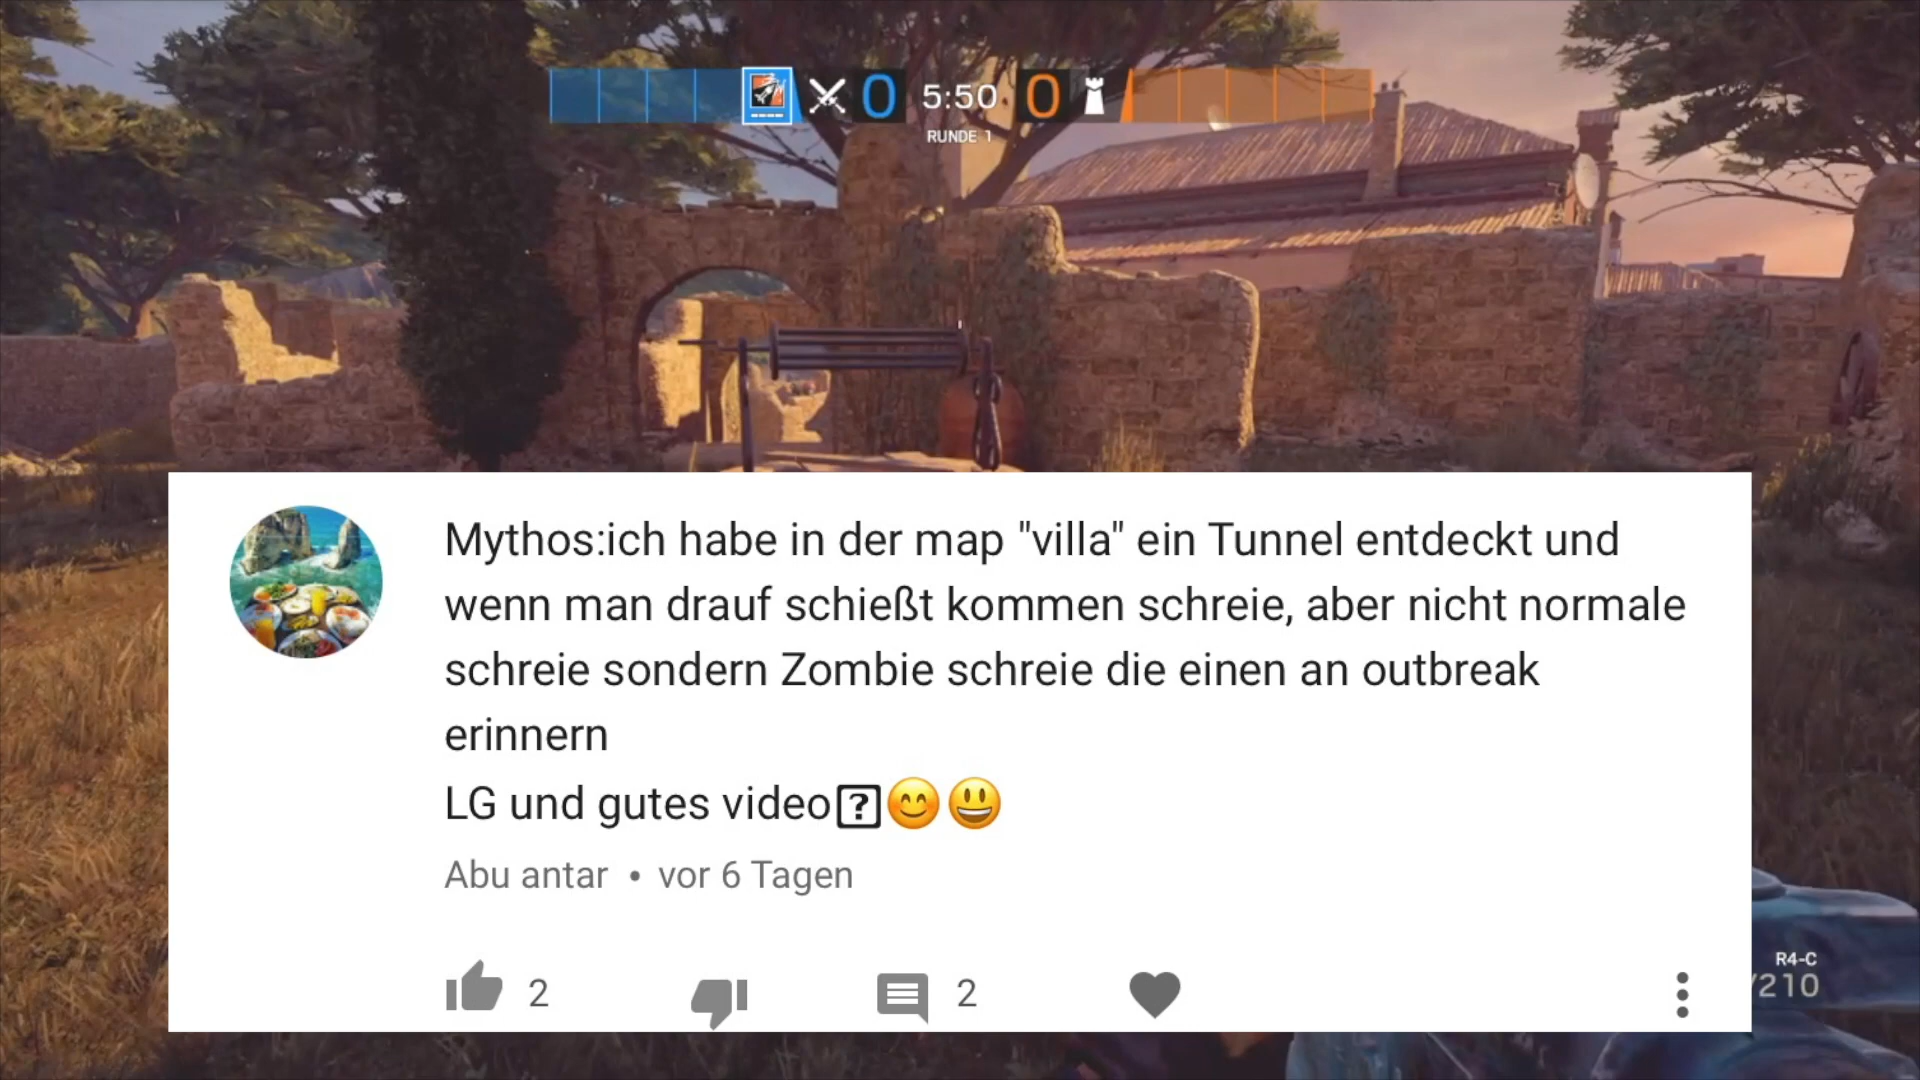 0 5:50 0
RUNDE 1
Mythos:ich habe in der map "villa" ein Tunnel entdeckt und
wenn man drauf schießt kommen schreie, aber nicht normale
schreie sondern Zombie schreie die einen an outbreak
erinnern
LG und gutes video😊😃
Abu antar • vor 6 Tagen
2 2
R4-C
/210